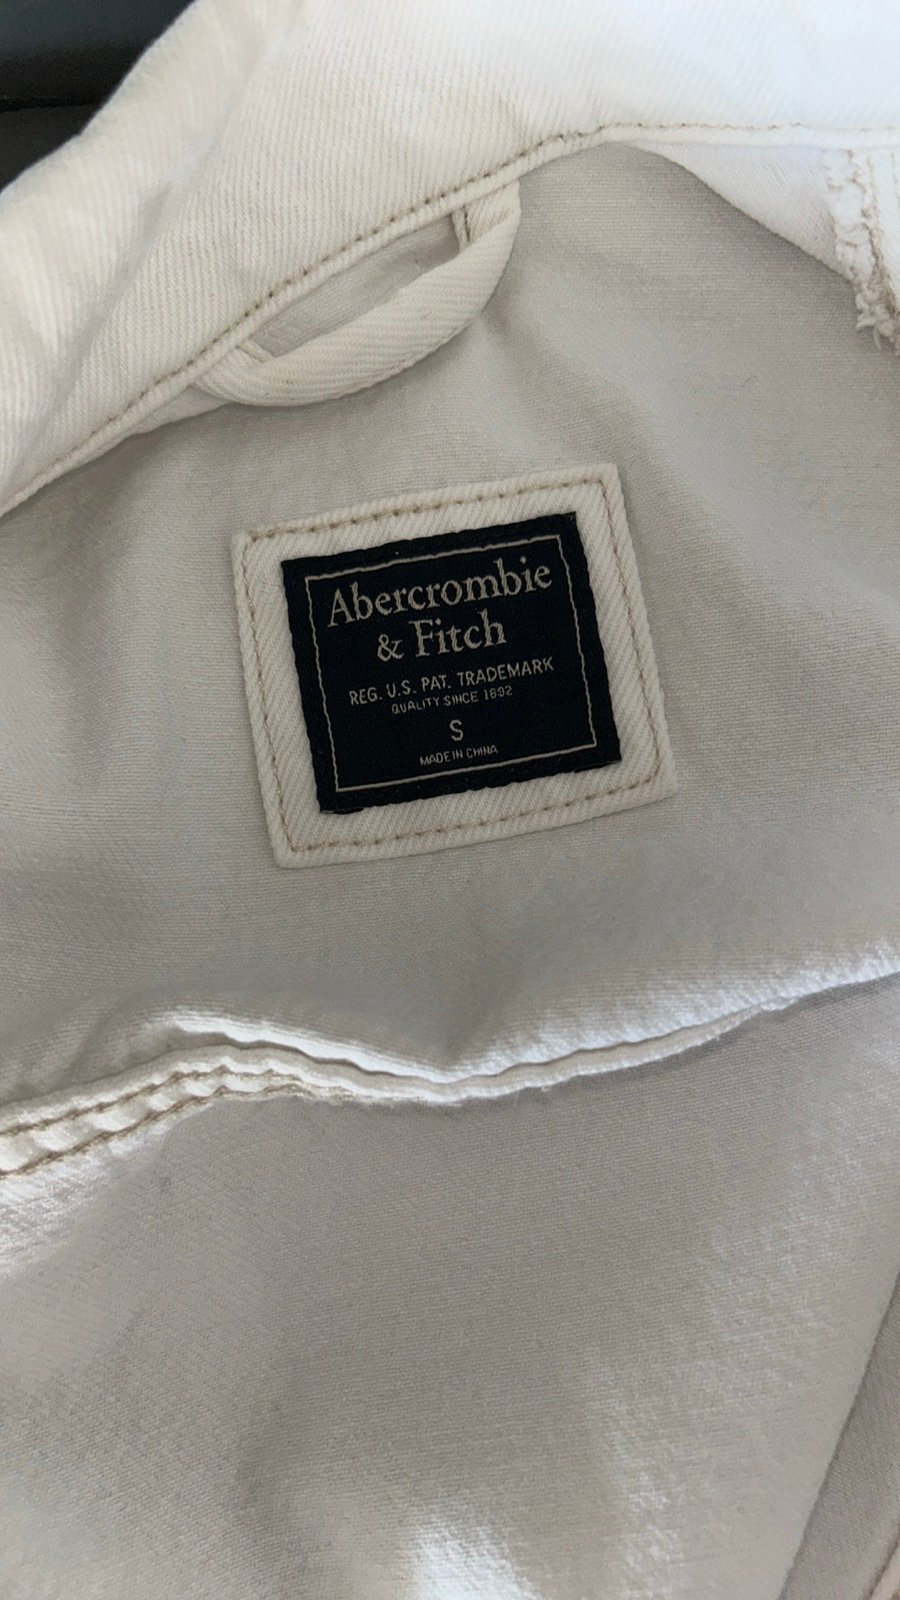 Abercrombie
& Fitch
REG. U.S. PAT. TRADEMARK
QUALITY SINCE 1892
S
MADE IN CHINA